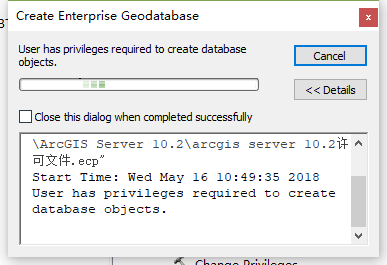 Create Enterprise Geodatabase
User has privileges required to create database
objects.
Cancel
<< Details
Close this dialog when completed successfully
\ArcGIS Server 10.2\arcgis server 10.2许
可文件.ecp"
Start Time: Wed May 16 10:49:35 2018
User has privileges required to create
database objects.
Change Privileges